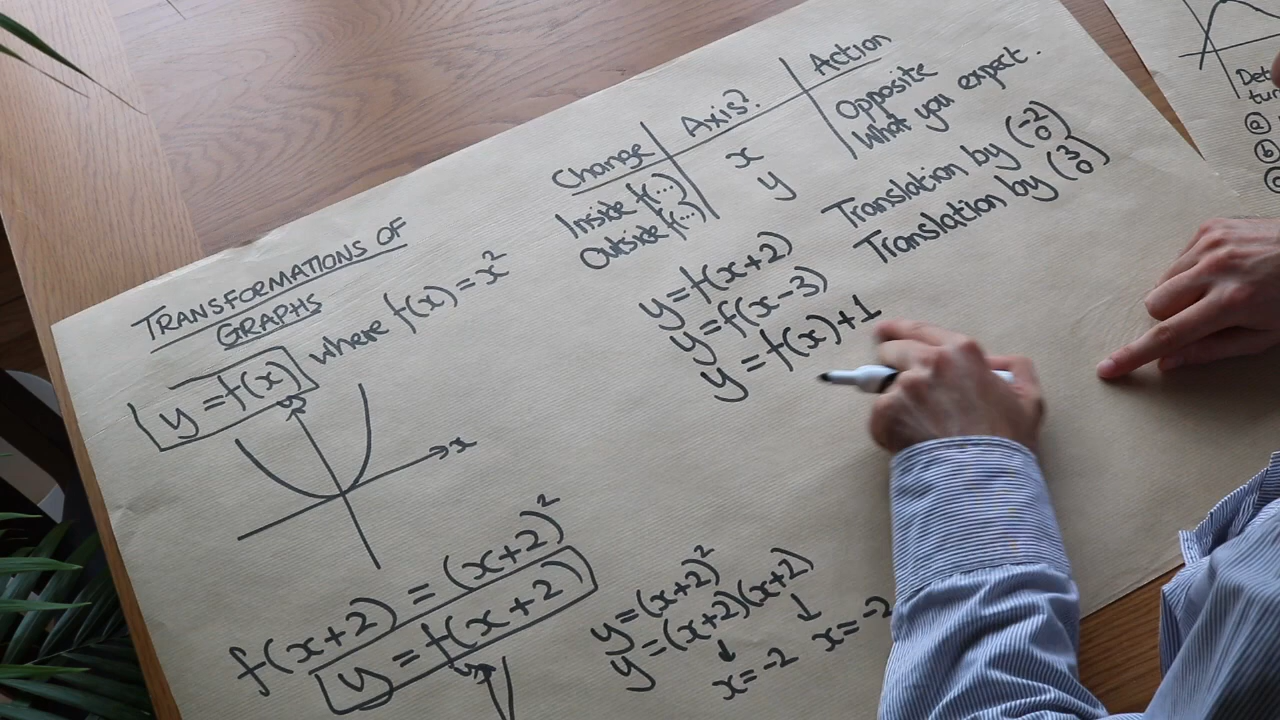 TRANSFORMATIONS OF
GRAPHS
y = f(x) where f(x) = x²
y
x
f(x+2) = (x+2)²
y = f(x+2)
y
Change Axis? Action
Inside f(...) x Opposite
Outside f(...) y What you expect.
y = f(x+2) Translation by (-2 0)
y = f(x-3) Translation by (3 0)
y = f(x)+1
y = (x+2)²
y = (x+2)(x+2)
↓ ↓
x = -2 x = -2
a
b